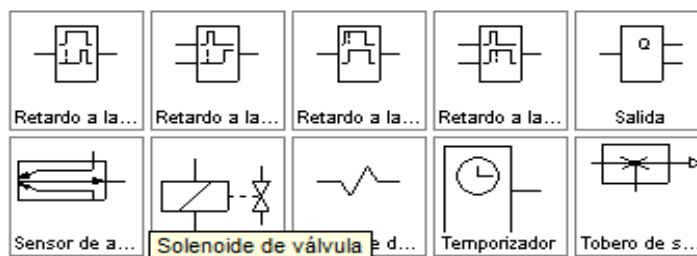 Retardo a la...
Retardo a la...
Retardo a la...
Retardo a la...
Q
Salida
Sensor de a...
Solenoide de válvula
d...
Temporizador
Tobero de s...